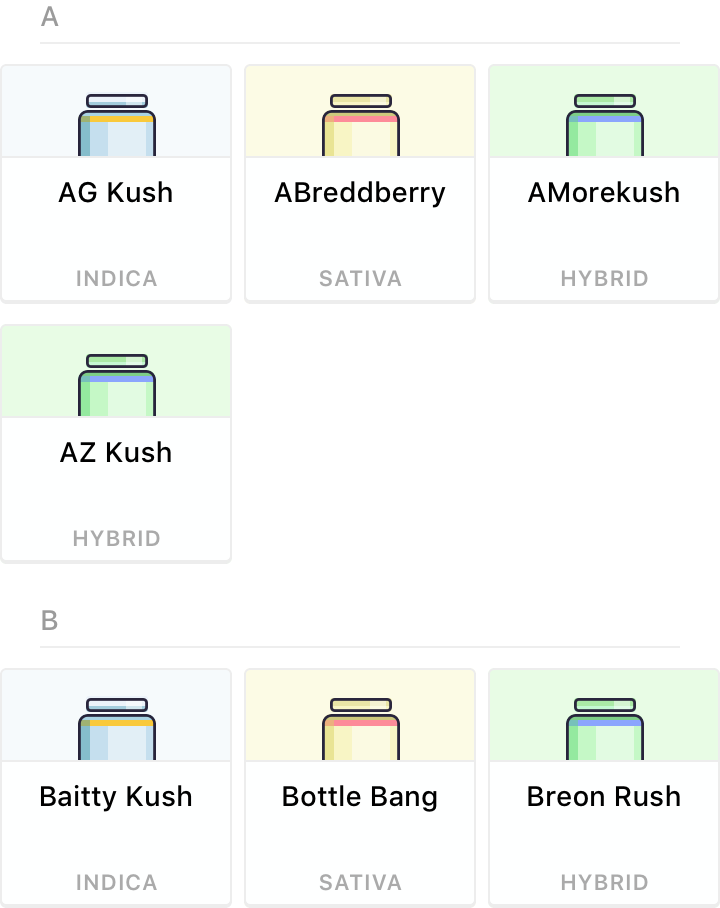 A
AG Kush
INDICA
ABreddberry
SATIVA
AMorekush
HYBRID
AZ Kush
HYBRID
B
Baitty Kush
INDICA
Bottle Bang
SATIVA
Breon Rush
HYBRID